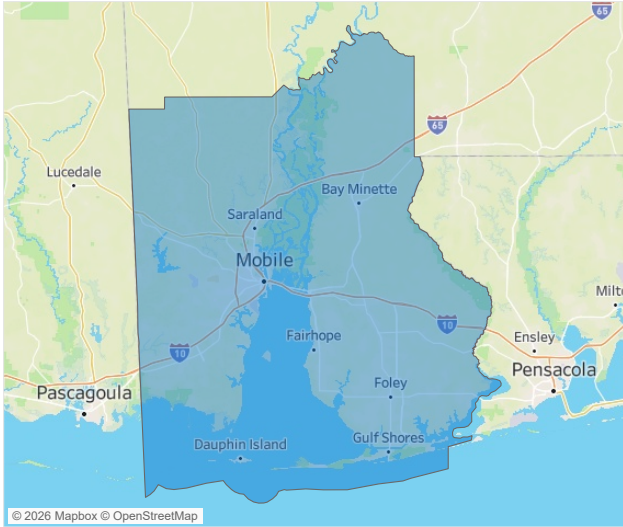 65
65
Lucedale
Bay Minette
Saraland
Mobile
10
10
Fairhope
Ensley
Milt
Pensacola
Pascagoula
Foley
Dauphin Island
Gulf Shores
© 2026 Mapbox © OpenStreetMap